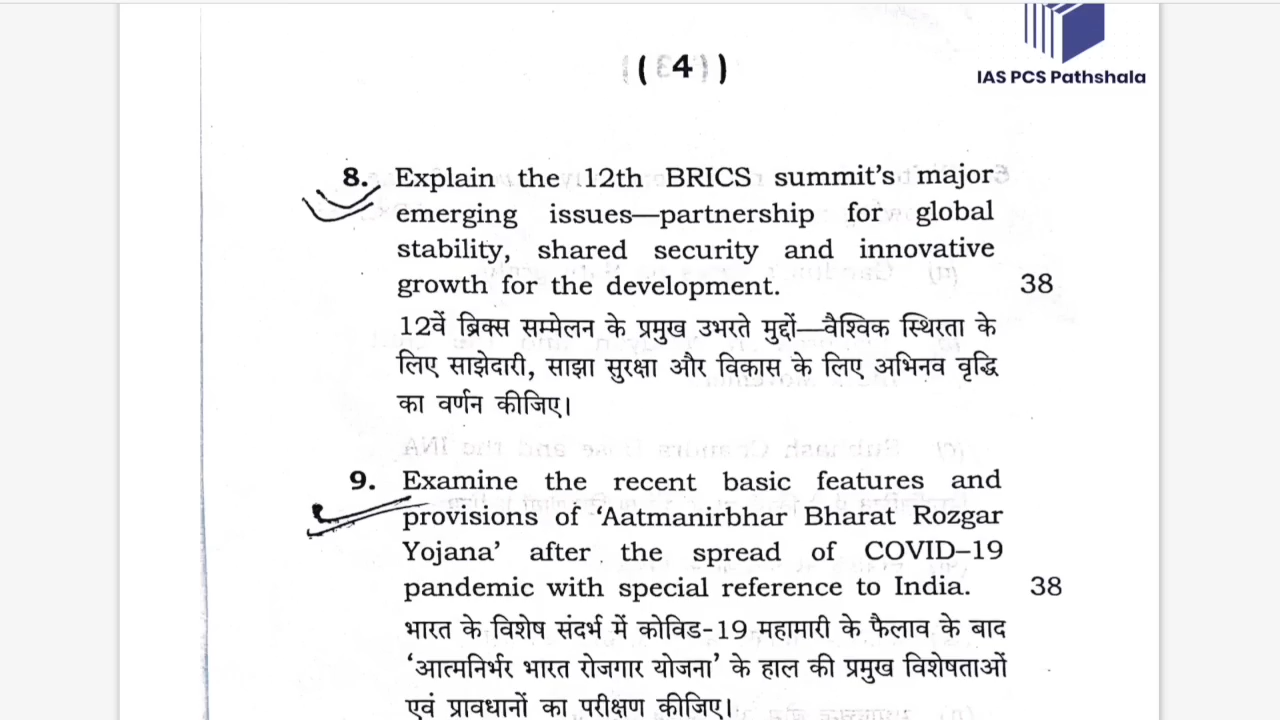 IAS PCS Pathshala
( 4 )
8. Explain the 12th BRICS summit's major
emerging issues—partnership for global
stability, shared security and innovative
growth for the development. 38
12वें ब्रिक्स सम्मेलन के प्रमुख उभरते मुद्दों—वैश्विक स्थिरता के
लिए साझेदारी, साझा सुरक्षा और विकास के लिए अभिनव वृद्धि
का वर्णन कीजिए।
9. Examine the recent basic features and
provisions of ‘Aatmanirbhar Bharat Rozgar
Yojana’ after the spread of COVID–19
pandemic with special reference to India. 38
भारत के विशेष संदर्भ में कोविड-19 महामारी के फैलाव के बाद
‘आत्मनिर्भर भारत रोजगार योजना’ के हाल की प्रमुख विशेषताओं
एवं प्रावधानों का परीक्षण कीजिए।